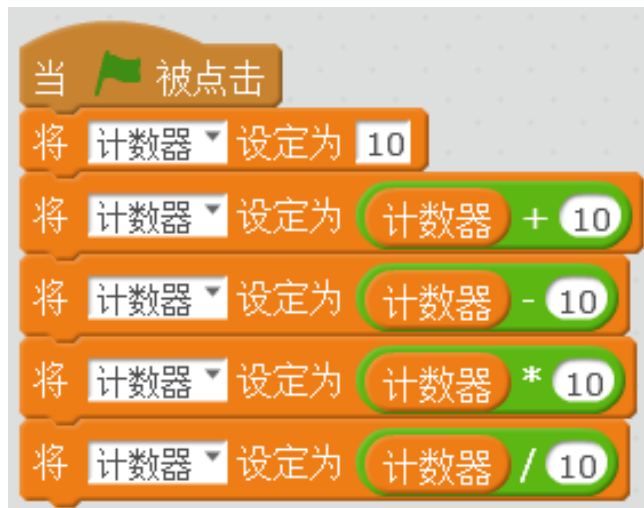 当 被点击
将 计数器 设定为 10
将 计数器 设定为 计数器 + 10
将 计数器 设定为 计数器 - 10
将 计数器 设定为 计数器 * 10
将 计数器 设定为 计数器 / 10